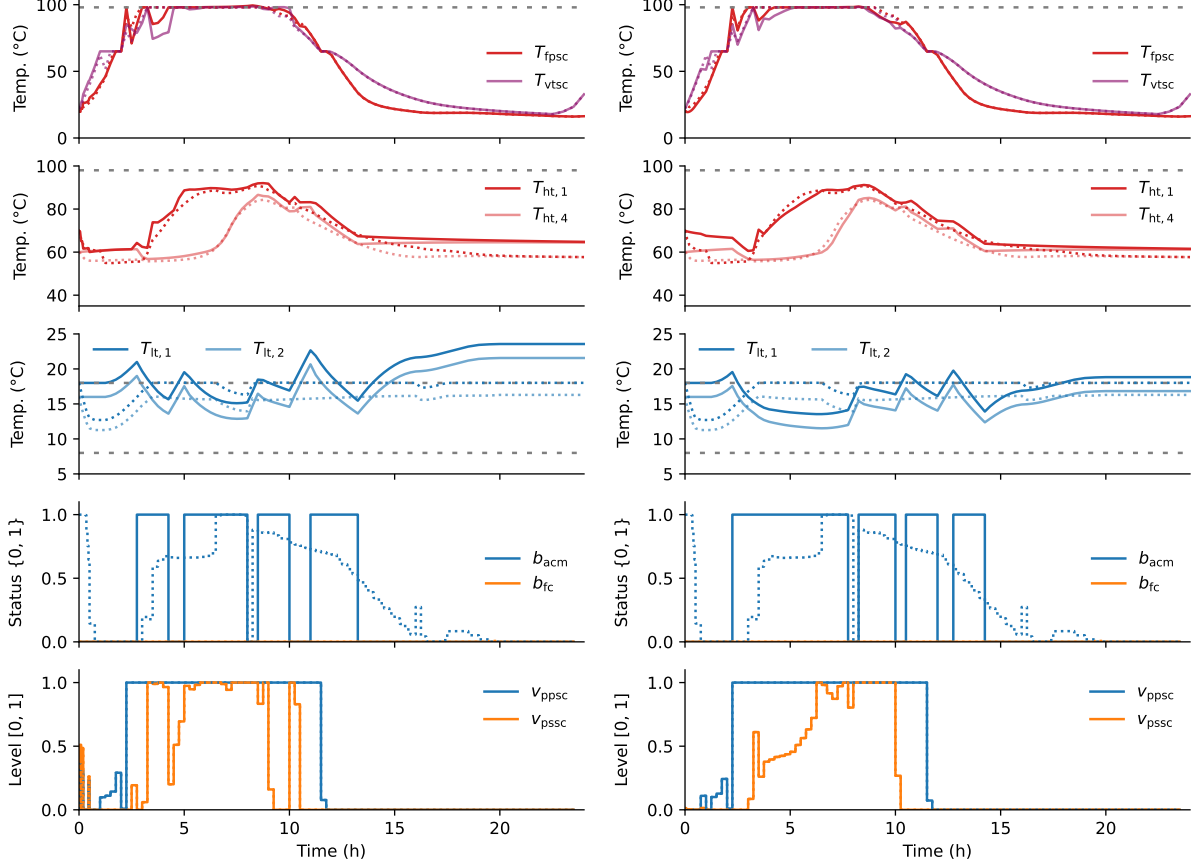 100
50
0
Temp. (°C)
T_fpsc
T_vtsc
100
50
0
Temp. (°C)
T_fpsc
T_vtsc
100
80
60
40
Temp. (°C)
T_ht, 1
T_ht, 4
100
80
60
40
Temp. (°C)
T_ht, 1
T_ht, 4
25
20
15
10
5
Temp. (°C)
T_lt, 1 T_lt, 2
25
20
15
10
5
Temp. (°C)
T_lt, 1 T_lt, 2
1.0
0.5
0.0
Status {0, 1}
b_acm
b_fc
1.0
0.5
0.0
Status {0, 1}
b_acm
b_fc
1.0
0.5
0.0
Level [0, 1]
v_ppsc
v_pssc
0 5 10 15 20
Time (h)
1.0
0.5
0.0
Level [0, 1]
v_ppsc
v_pssc
0 5 10 15 20
Time (h)